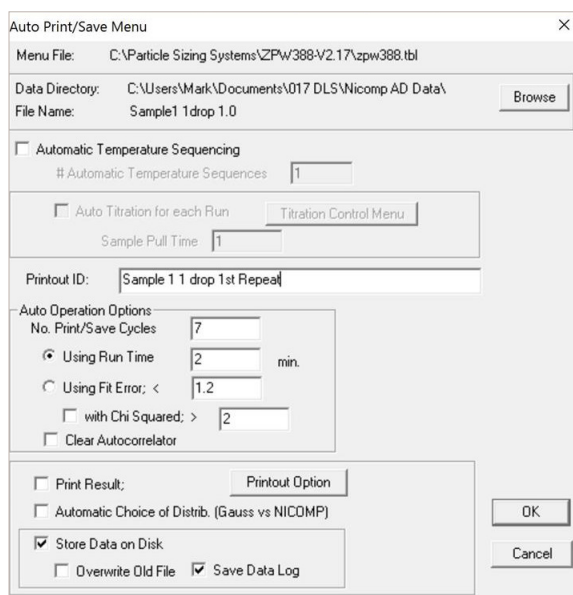 Auto Print/Save Menu
Menu File: C:\Particle Sizing Systems\ZPW388-V2.17\zpw388.tbl
Data Directory: C:\Users\Mark\Documents\017 DLS\Nicomp AD Data\
Browse
File Name: Sample1 1drop 1.0
Automatic Temperature Sequencing
# Automatic Temperature Sequences 1
Auto Titration for each Run Titration Control Menu
Sample Pull Time 1
Printout ID: Sample 1 1 drop 1st Repeat
Auto Operation Options
No. Print/Save Cycles 7
Using Run Time 2 min.
Using Fit Error; < 1.2
with Chi Squared; > 2
Clear Autocorrelator
Print Result; Printout Option
Automatic Choice of Distrib. (Gauss vs NICOMP)
OK
Store Data on Disk
Cancel
Overwrite Old File Save Data Log